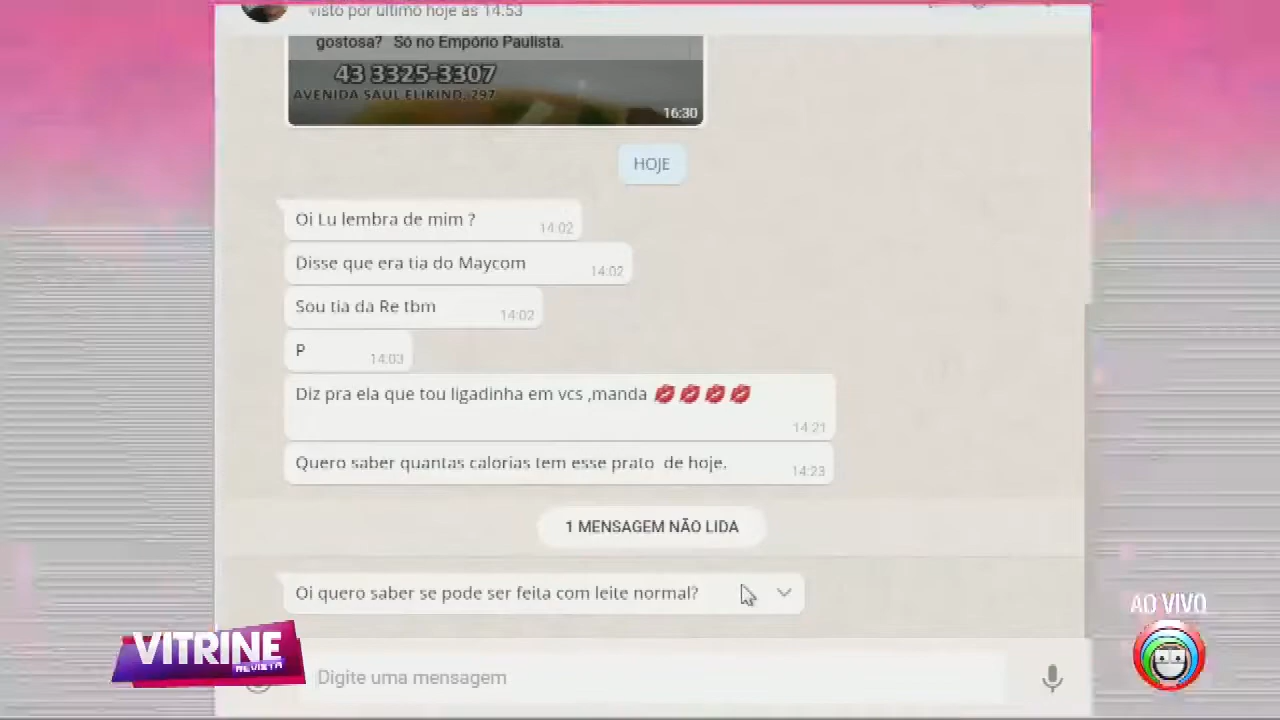 visto por último hoje às 14:53
gostosa? Só no Empório Paulista.
43 3325-3307
AVENIDA SAUL ELIKIND, 297
16:30
HOJE
Oi Lu lembra de mim ?
14:02
Disse que era tia do Maycom
14:02
Sou tia da Re tbm
14:02
P
14:03
Diz pra ela que tou ligadinha em vcs ,manda 💋💋💋💋
14:21
Quero saber quantas calorias tem esse prato de hoje.
14:23
1 MENSAGEM NÃO LIDA
Oi quero saber se pode ser feita com leite normal?
AO VIVO
VITRINE
REVISTA
Digite uma mensagem